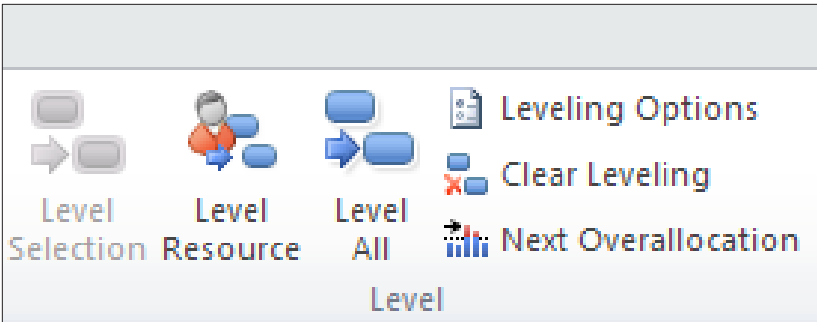 Level
Selection
Level
Resource
Level
All
Leveling Options
Clear Leveling
Next Overallocation
Level